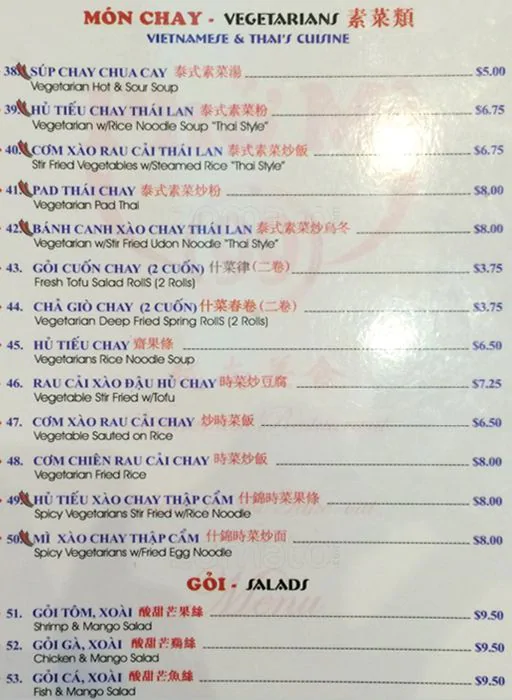 MÓN CHAY - VEGETARIANS 素菜類
VIETNAMESE & THAI'S CUISINE
38. SÚP CHAY CHUA CAY 泰式素菜湯 $5.00
Vegetarian Hot & Sour Soup
39. HỦ TIẾU CHAY THÁI LAN 泰式素菜粉 $6.75
Vegetarian w/Rice Noodle Soup "Thai Style"
40. CƠM XÀO RAU CẢI THÁI LAN 泰式素菜炒飯 $6.75
Stir Fried Vegetables w/Steamed Rice "Thai Style"
41. PAD THÁI CHAY 泰式素菜炒粉 $8.00
Vegetarian Pad Thai
42. BÁNH CANH XÀO CHAY THÁI LAN 泰式素菜炒烏冬 $8.00
Vegetarian w/Stir Fried Udon Noodle "Thai Style"
43. GỎI CUỐN CHAY (2 CUỐN) 什菜律(二卷) $3.75
Fresh Tofu Salad RollS (2 Rolls)
44. CHẢ GIÒ CHAY (2 CUỐN) 什菜春卷(二卷) $3.75
Vegetarian Deep Fried Spring RollS (2 Rolls)
45. HỦ TIẾU CHAY 齋果條 $6.50
Vegetarians Rice Noodle Soup
46. RAU CẢI XÀO ĐẬU HỦ CHAY 時菜炒豆腐 $7.25
Vegetable Stir Fried w/Tofu
47. CƠM XÀO RAU CẢI CHAY 炒時菜飯 $6.50
Vegetable Sauted on Rice
48. CƠM CHIÊN RAU CẢI CHAY 時菜炒飯 $8.00
Vegetarian Fried Rice
49. HỦ TIẾU XÀO CHAY THẬP CẨM 什錦時菜果條 $8.00
Spicy Vegetarians Stir Fried w/Rice Noodle
50. MÌ XÀO CHAY THẬP CẨM 什錦時菜炒面 $8.00
Spicy Vegetarians w/Fried Egg Noodle
GỎI - SALADS
51. GỎI TÔM, XOÀI 酸甜芒果絲 $9.50
Shrimp & Mango Salad
52. GỎI GÀ, XOÀI 酸甜芒鷄絲 $9.50
Chicken & Mango Salad
53. GỎI CÁ, XOÀI 酸甜芒魚絲 $9.50
Fish & Mango Salad